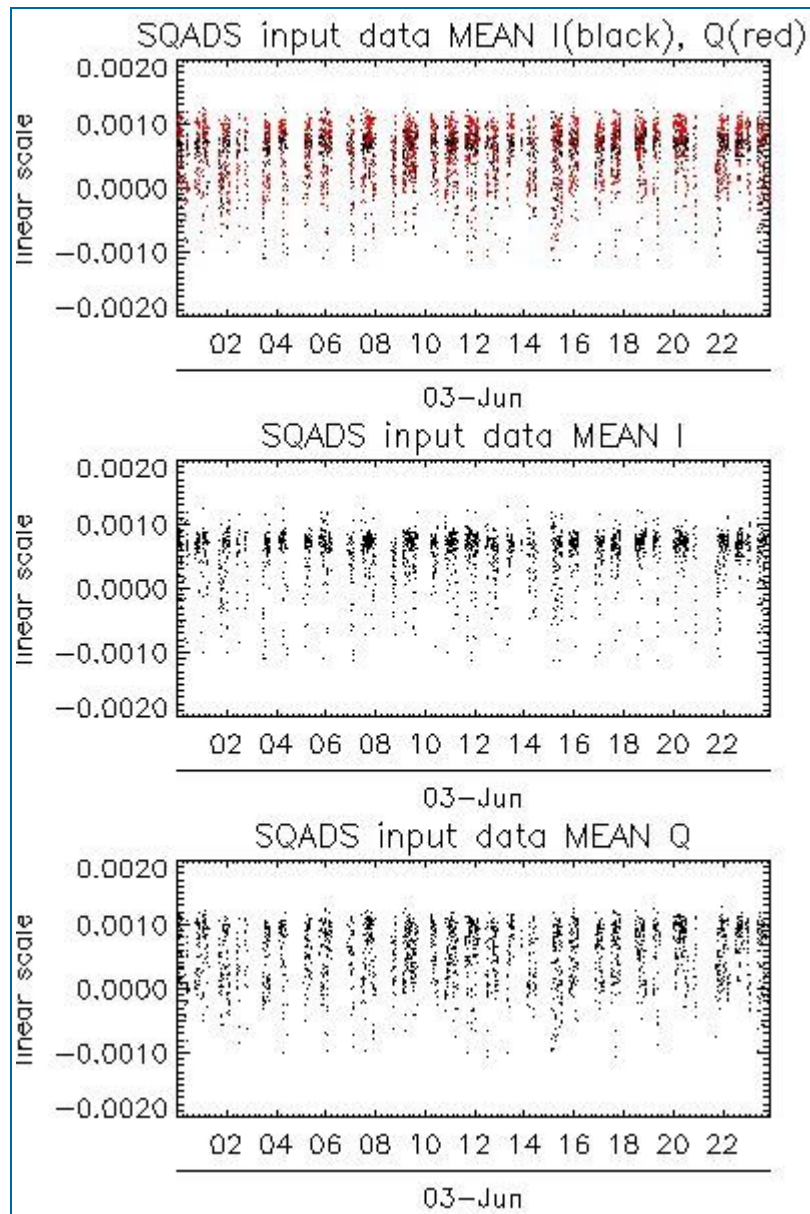 SQADS input data MEAN I(black), Q(red)
linear scale
0.0020
0.0010
0.0000
−0.0010
−0.0020
02 04 06 08 10 12 14 16 18 20 22
03−Jun
SQADS input data MEAN I
linear scale
0.0020
0.0010
0.0000
−0.0010
−0.0020
02 04 06 08 10 12 14 16 18 20 22
03−Jun
SQADS input data MEAN Q
linear scale
0.0020
0.0010
0.0000
−0.0010
−0.0020
02 04 06 08 10 12 14 16 18 20 22
03−Jun